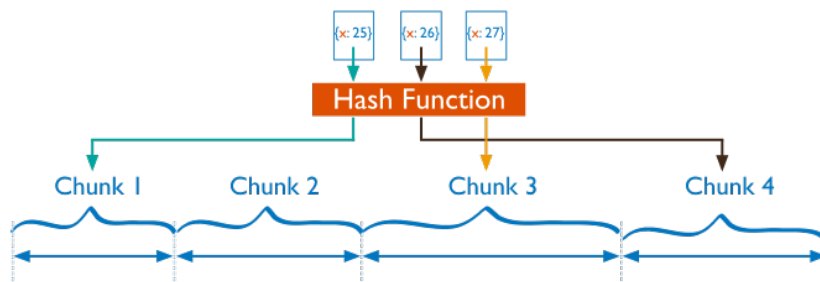 {x: 25} {x: 26} {x: 27}
Hash Function
Chunk 1 Chunk 2 Chunk 3 Chunk 4